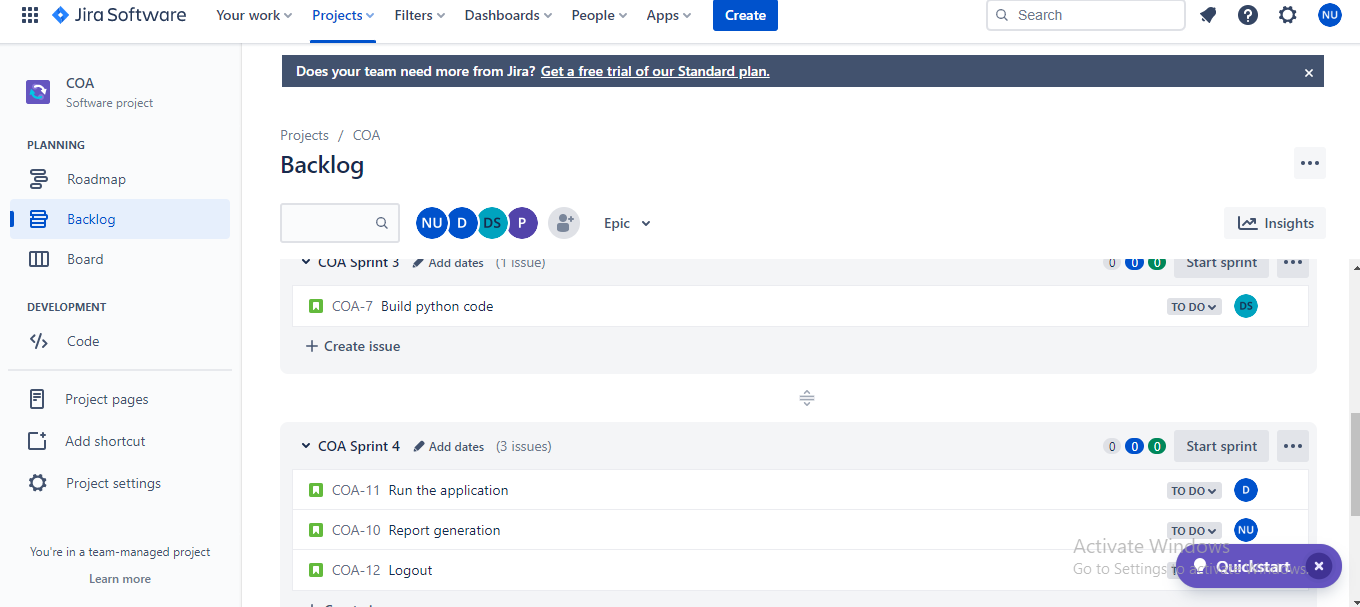 Jira Software Your work Projects Filters Dashboards People Apps Create Search NU
Does your team need more from Jira? Get a free trial of our Standard plan.
COA
Software project
PLANNING
Roadmap
Backlog
Board
DEVELOPMENT
Code
Project pages
Add shortcut
Project settings
You're in a team-managed project
Learn more
Projects / COA
Backlog
NU D DS P Epic Insights
COA Sprint 3 Add dates (1 issue) 0 0 0 Start sprint
COA-7 Build python code TO DO DS
Create issue
COA Sprint 4 Add dates (3 issues) 0 0 0 Start sprint
COA-11 Run the application TO DO D
COA-10 Report generation TO DO NU
COA-12 Logout
Activate Windows
Go to Settings to activate Windows.
Quickstart